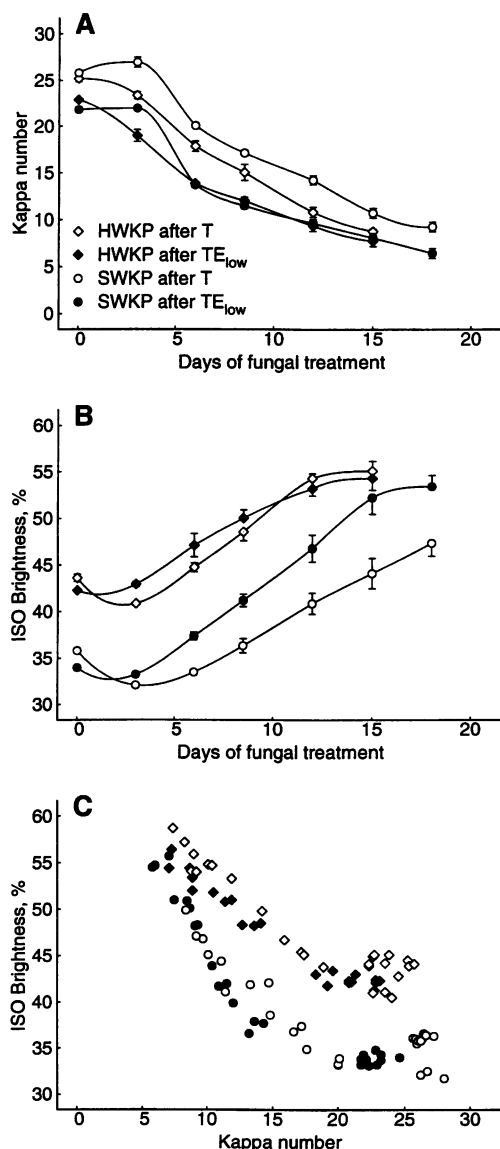 A
30
25
20
15
10
5
0
Kappa number
HWKP after T
HWKP after TElow
SWKP after T
SWKP after TElow
0 5 10 15 20
Days of fungal treatment
B
60
55
50
45
40
35
30
ISO Brightness, %
0 5 10 15 20
Days of fungal treatment
C
60
55
50
45
40
35
30
ISO Brightness, %
0 5 10 15 20 25 30
Kappa number